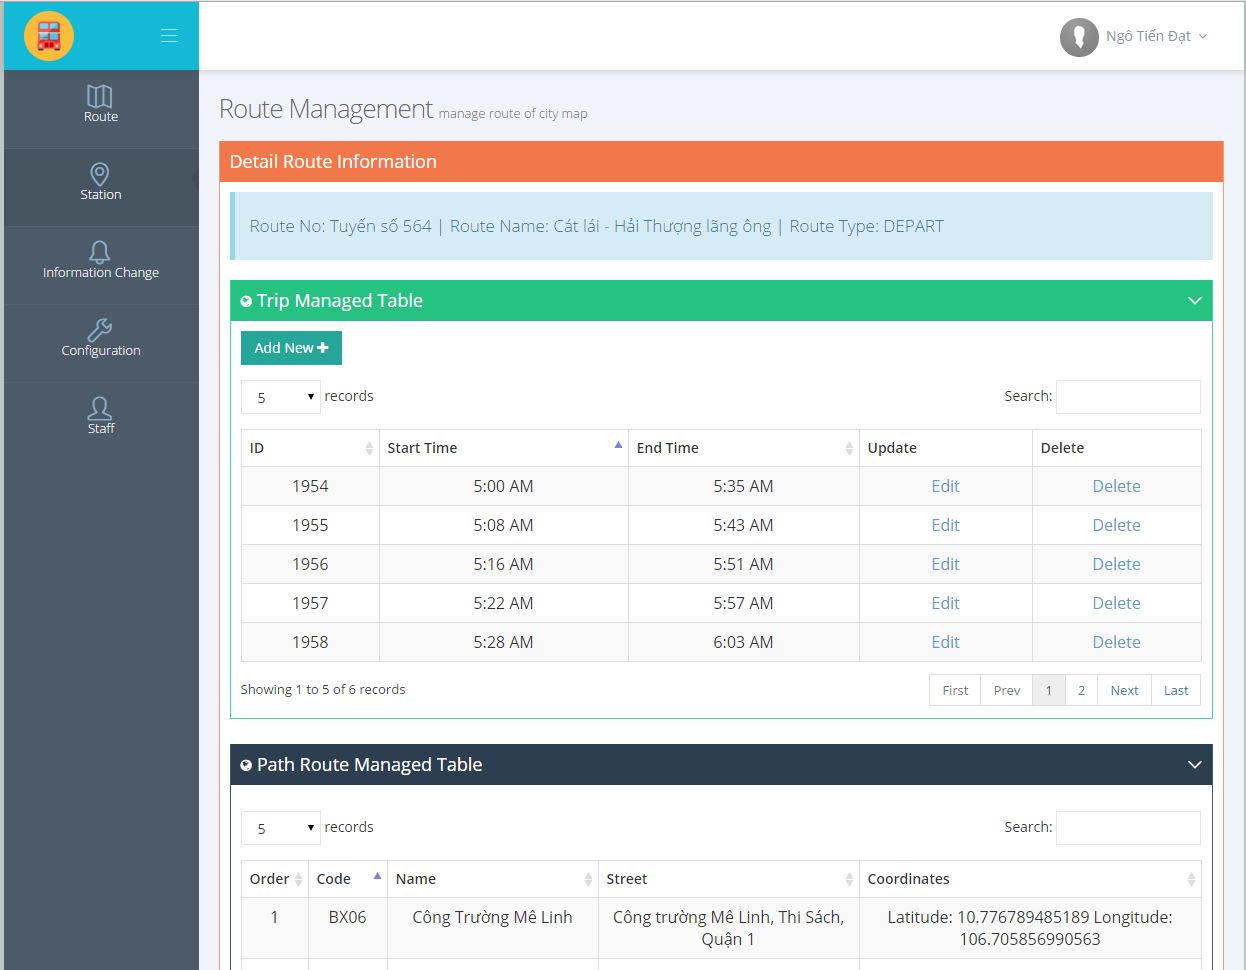 Ngô Tiến Đạt
Route
Station
Information Change
Configuration
Staff
Route Management manage route of city map
Detail Route Information
Route No: Tuyến số 564 | Route Name: Cát lái - Hải Thượng lãng ông | Route Type: DEPART
Trip Managed Table
Add New
5 records Search:
ID Start Time End Time Update Delete
1954 5:00 AM 5:35 AM Edit Delete
1955 5:08 AM 5:43 AM Edit Delete
1956 5:16 AM 5:51 AM Edit Delete
1957 5:22 AM 5:57 AM Edit Delete
1958 5:28 AM 6:03 AM Edit Delete
Showing 1 to 5 of 6 records First Prev 1 2 Next Last
Path Route Managed Table
5 records Search:
Order Code Name Street Coordinates
1 BX06 Công Trường Mê Linh Công trường Mê Linh, Thi Sách, Latitude: 10.776789485189 Longitude:
Quận 1 106.705856990563